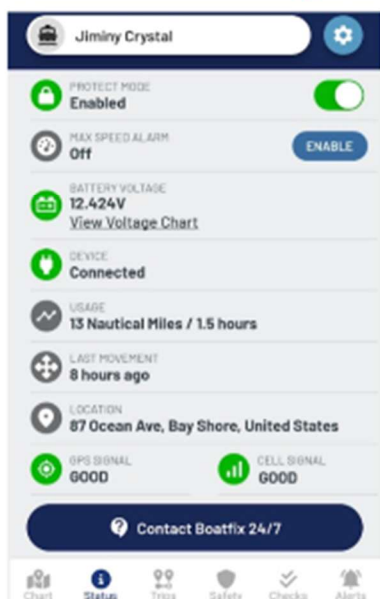 Jiminy Crystal
PROTECT MODE
Enabled
MAX SPEED ALARM
Off
ENABLE
BATTERY VOLTAGE
12.424V
View Voltage Chart
DEVICE
Connected
USAGE
13 Nautical Miles / 1.5 hours
LAST MOVEMENT
8 hours ago
LOCATION
87 Ocean Ave, Bay Shore, United States
GPS SIGNAL
GOOD
CELL SIGNAL
GOOD
Contact Boatfix 24/7
Chart Status Trips Safety Checks Alerts